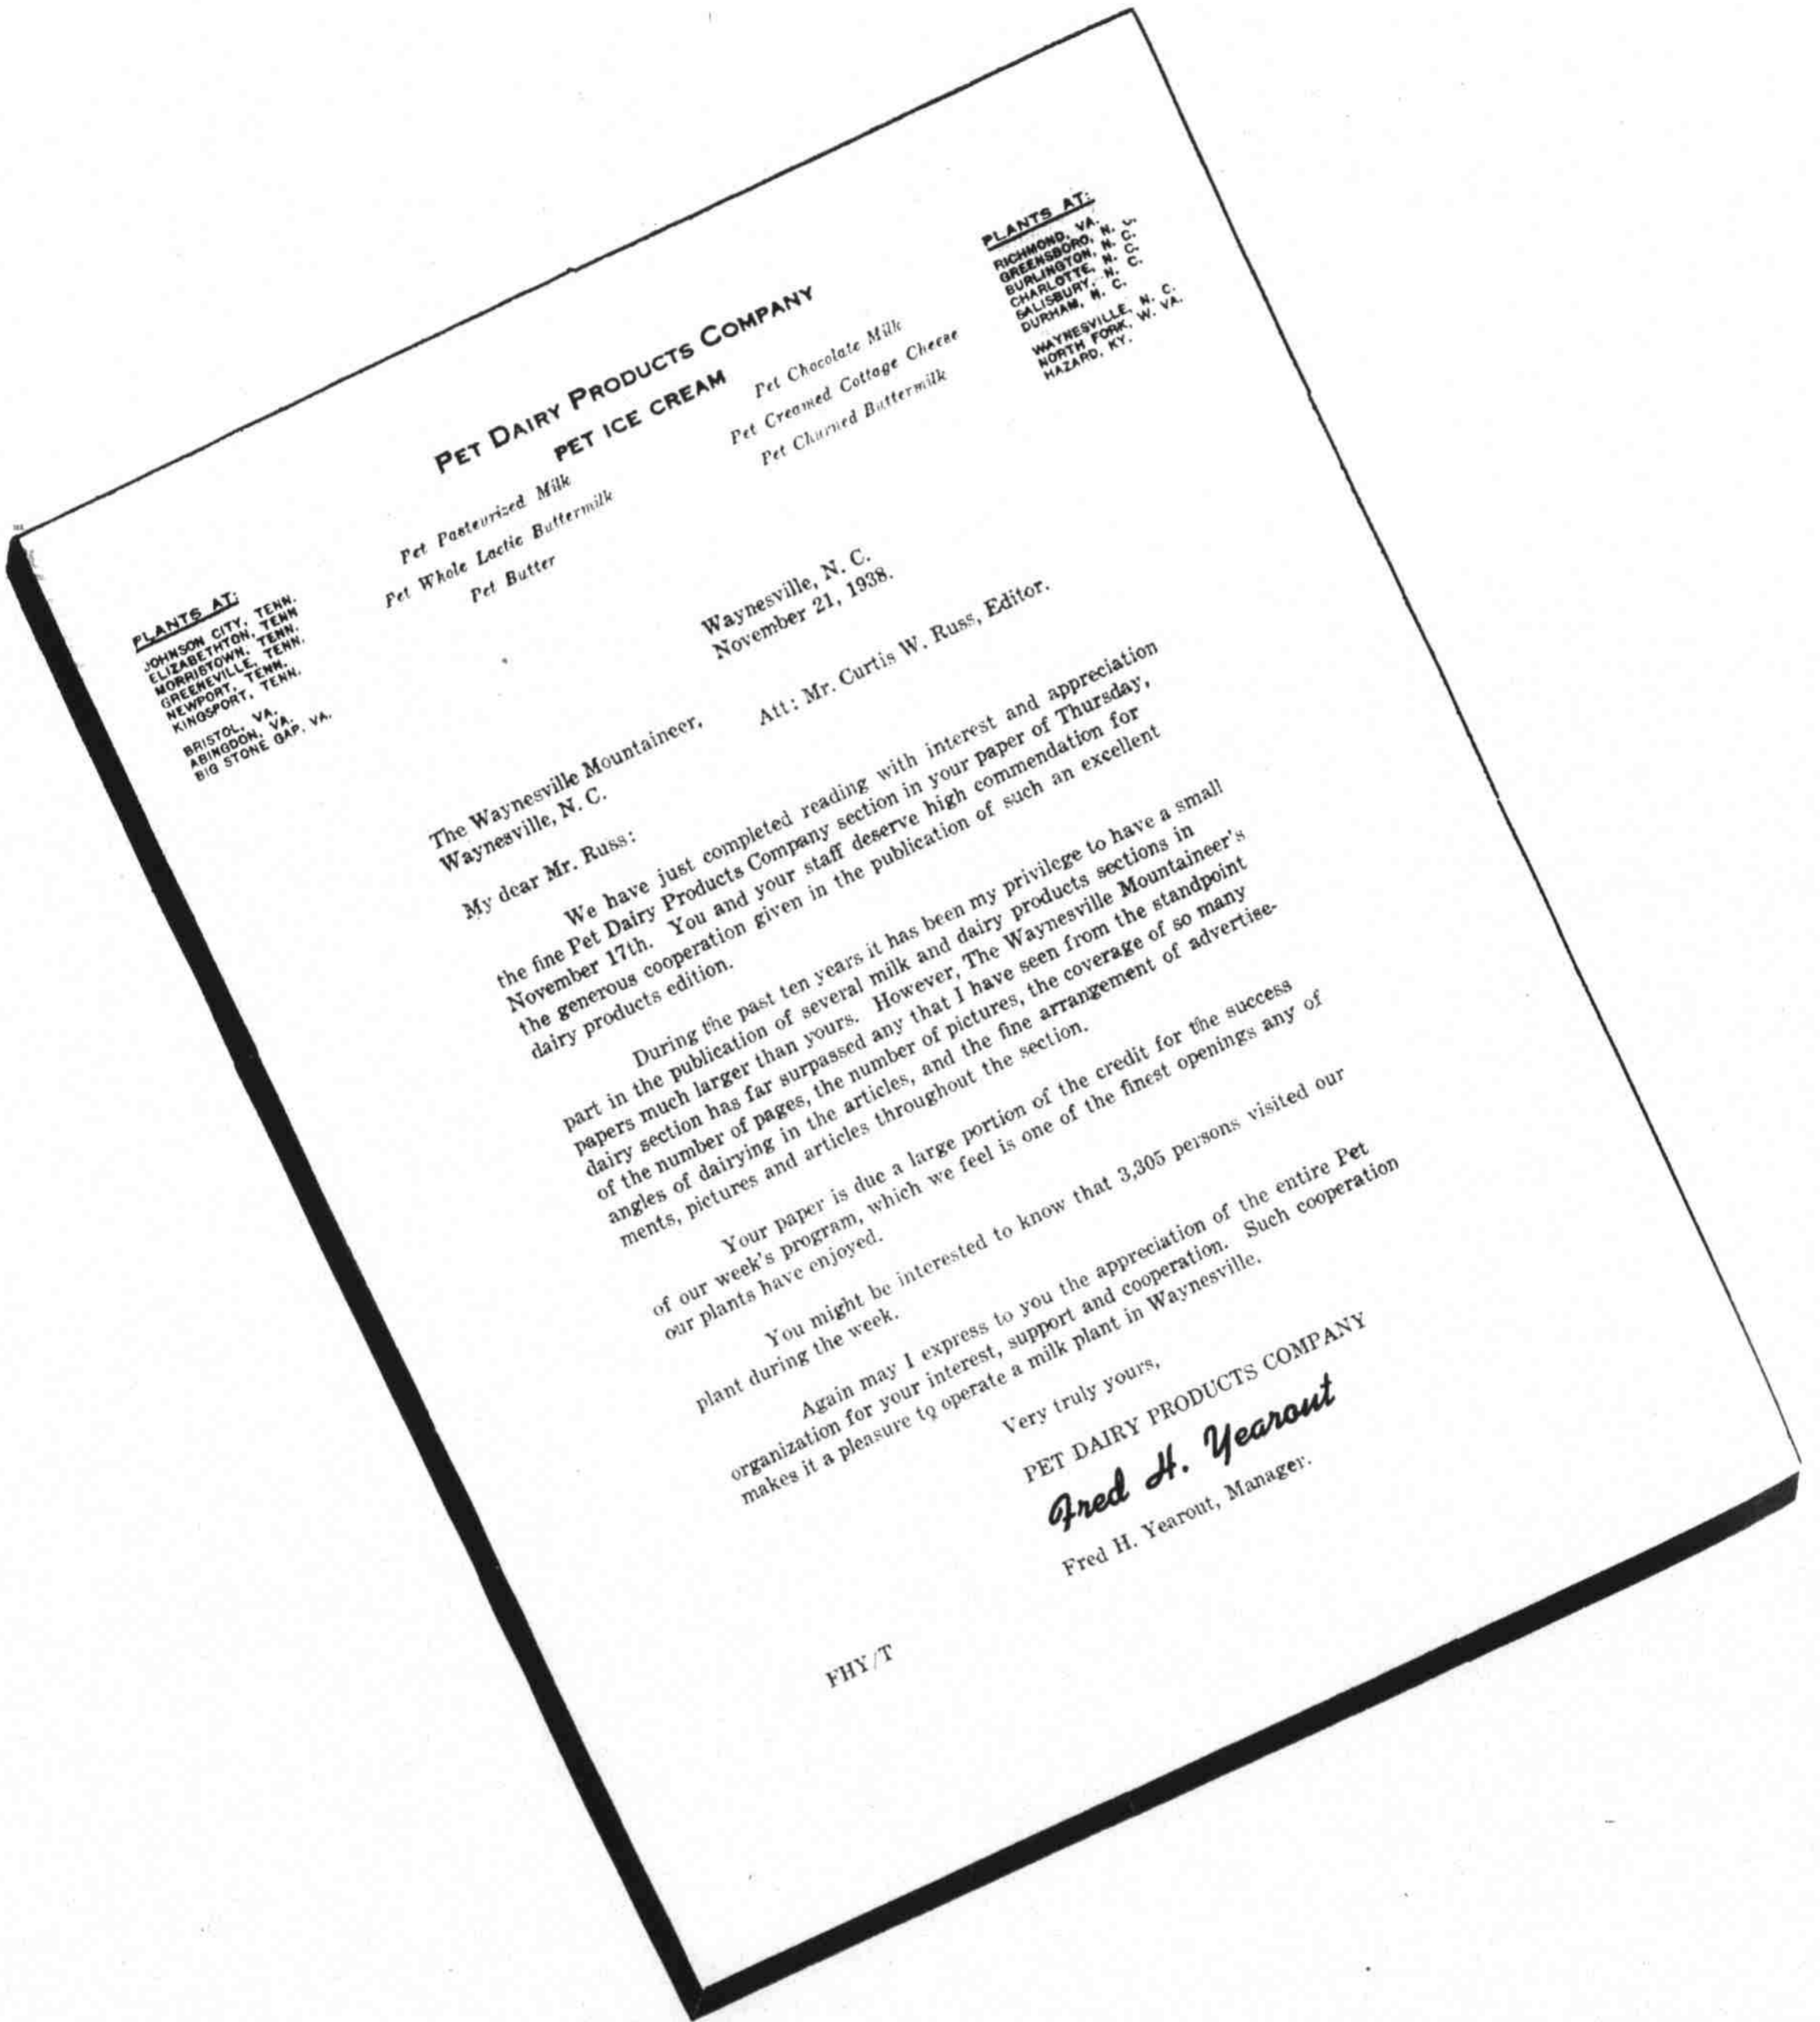 PET DAIRY PRODUCTS COMPANY
PET ICE CREAM
Pet Pasteurized Milk
Pet Whole Lactic Buttermilk
Pet Butter
Pet Chocolate Milk
Pet Creamed Cottage Cheese
Pet Churned Buttermilk
PLANTS AT:
JOHNSON CITY, TENN.
ELIZABETHTON, TENN
MORRISTOWN, TENN.
GREENEVILLE, TENN.
NEWPORT, TENN.
KINGSPORT, TENN.
BRISTOL, VA.
ABINGDON, VA.
BIG STONE GAP, VA.
PLANTS AT:
RICHMOND, VA.
GREENSBORO, N. C.
BURLINGTON, N. C.
CHARLOTTE, N. C.
SALISBURY, N. C.
DURHAM, N. C.
WAYNESVILLE, N. C.
NORTH FORK, W. VA.
HAZARD, KY.
Waynesville, N. C.
November 21, 1938.
The Waynesville Mountaineer,
Waynesville, N. C.
Att: Mr. Curtis W. Russ, Editor.
My dear Mr. Russ:
We have just completed reading with interest and appreciation
the fine Pet Dairy Products Company section in your paper of Thursday,
November 17th. You and your staff deserve high commendation for
the generous cooperation given in the publication of such an excellent
dairy products edition.
During the past ten years it has been my privilege to have a small
part in the publication of several milk and dairy products sections in
papers much larger than yours. However, The Waynesville Mountaineer's
dairy section has far surpassed any that I have seen from the standpoint
of the number of pages, the number of pictures, the coverage of so many
angles of dairying in the articles, and the fine arrangement of advertise-
ments, pictures and articles throughout the section.
Your paper is due a large portion of the credit for the success
of our week's program, which we feel is one of the finest openings any of
our plants have enjoyed.
You might be interested to know that 3,305 persons visited our
plant during the week.
Again may I express to you the appreciation of the entire Pet
organization for your interest, support and cooperation. Such cooperation
makes it a pleasure to operate a milk plant in Waynesville.
Very truly yours,
PET DAIRY PRODUCTS COMPANY
Fred H. Yearout
Fred H. Yearout, Manager.
FHY/T